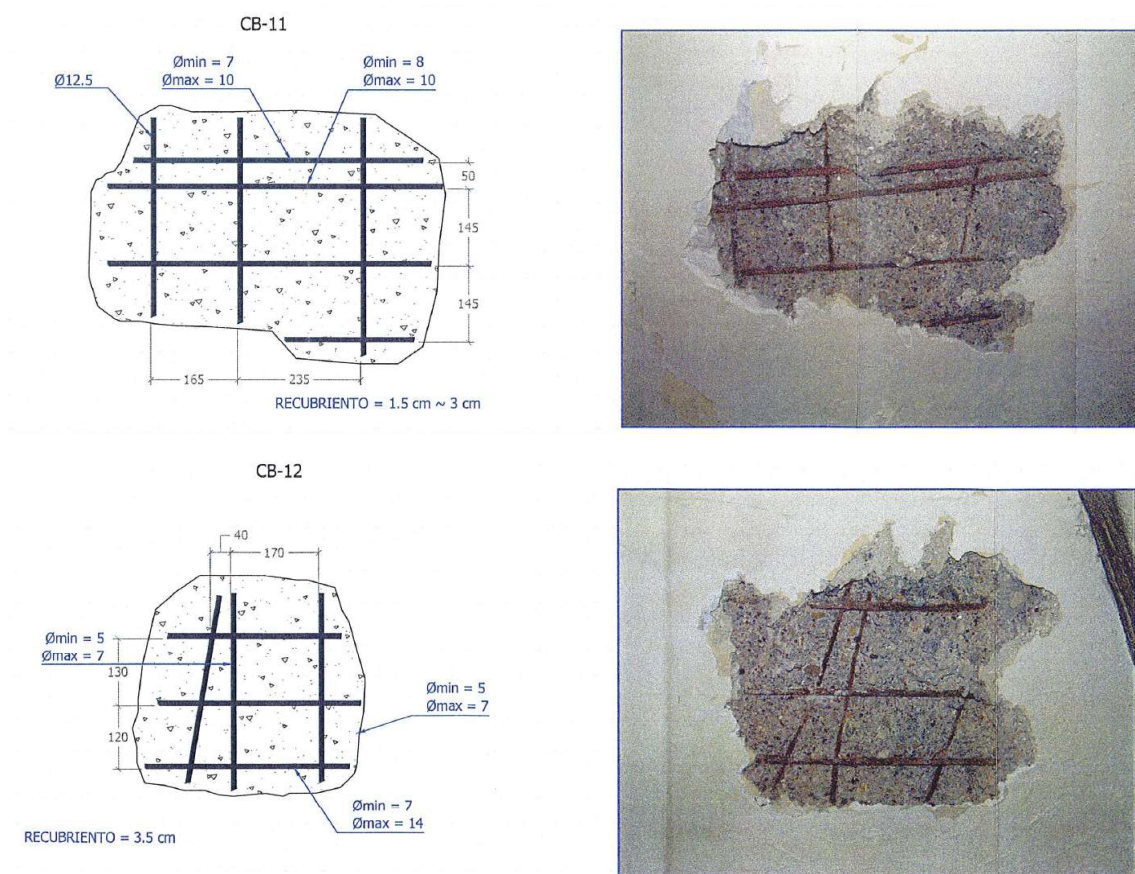 CB-11
Ø12.5
Ømin = 7
Ømax = 10
Ømin = 8
Ømax = 10
50
145
145
165
235
RECUBRIENTO = 1.5 cm ~ 3 cm
CB-12
40
170
Ømin = 5
Ømax = 7
130
120
Ømin = 5
Ømax = 7
Ømin = 7
Ømax = 14
RECUBRIENTO = 3.5 cm